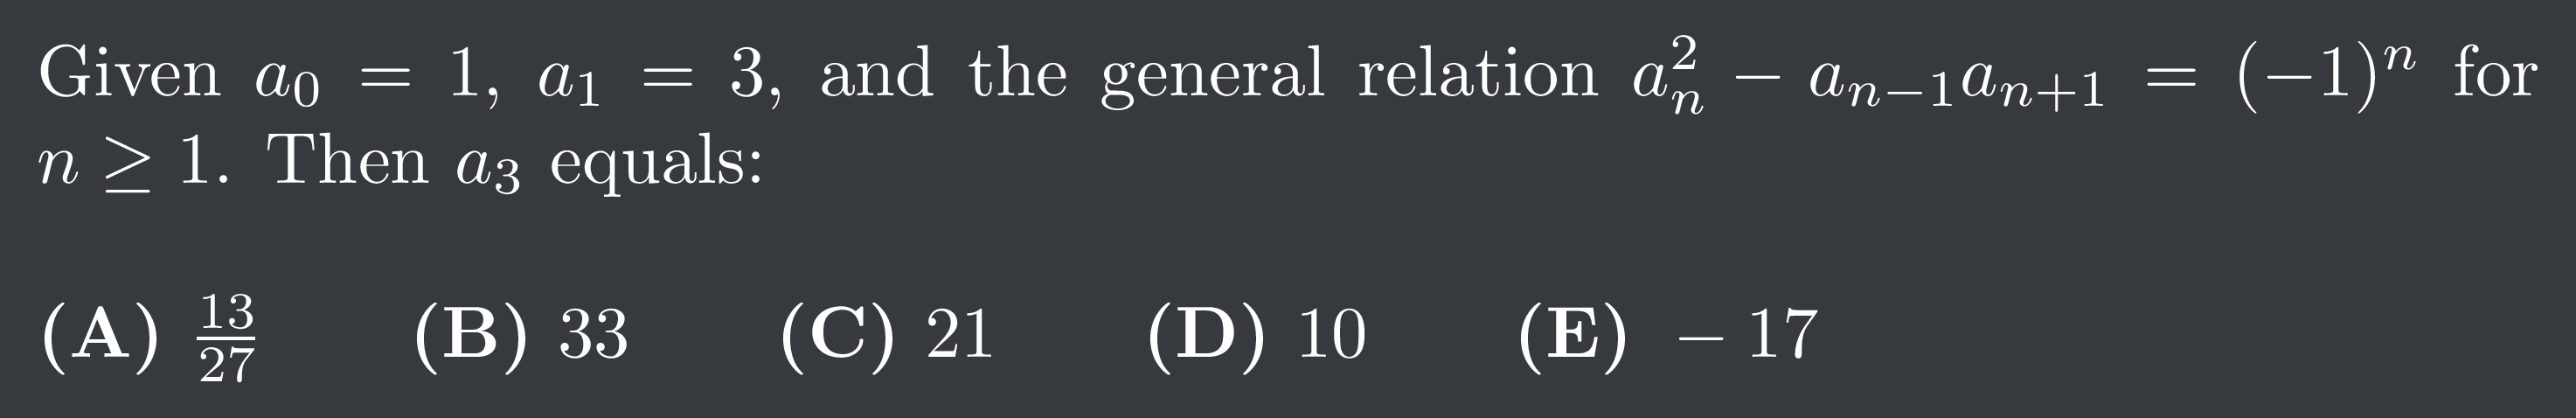 Given $a_0 = 1$, $a_1 = 3$, and the general relation $a_n^2 - a_{n-1}a_{n+1} = (-1)^n$ for
$n \geq 1$. Then $a_3$ equals:
(A) $\frac{13}{27}$ (B) 33 (C) 21 (D) 10 (E) $-17$